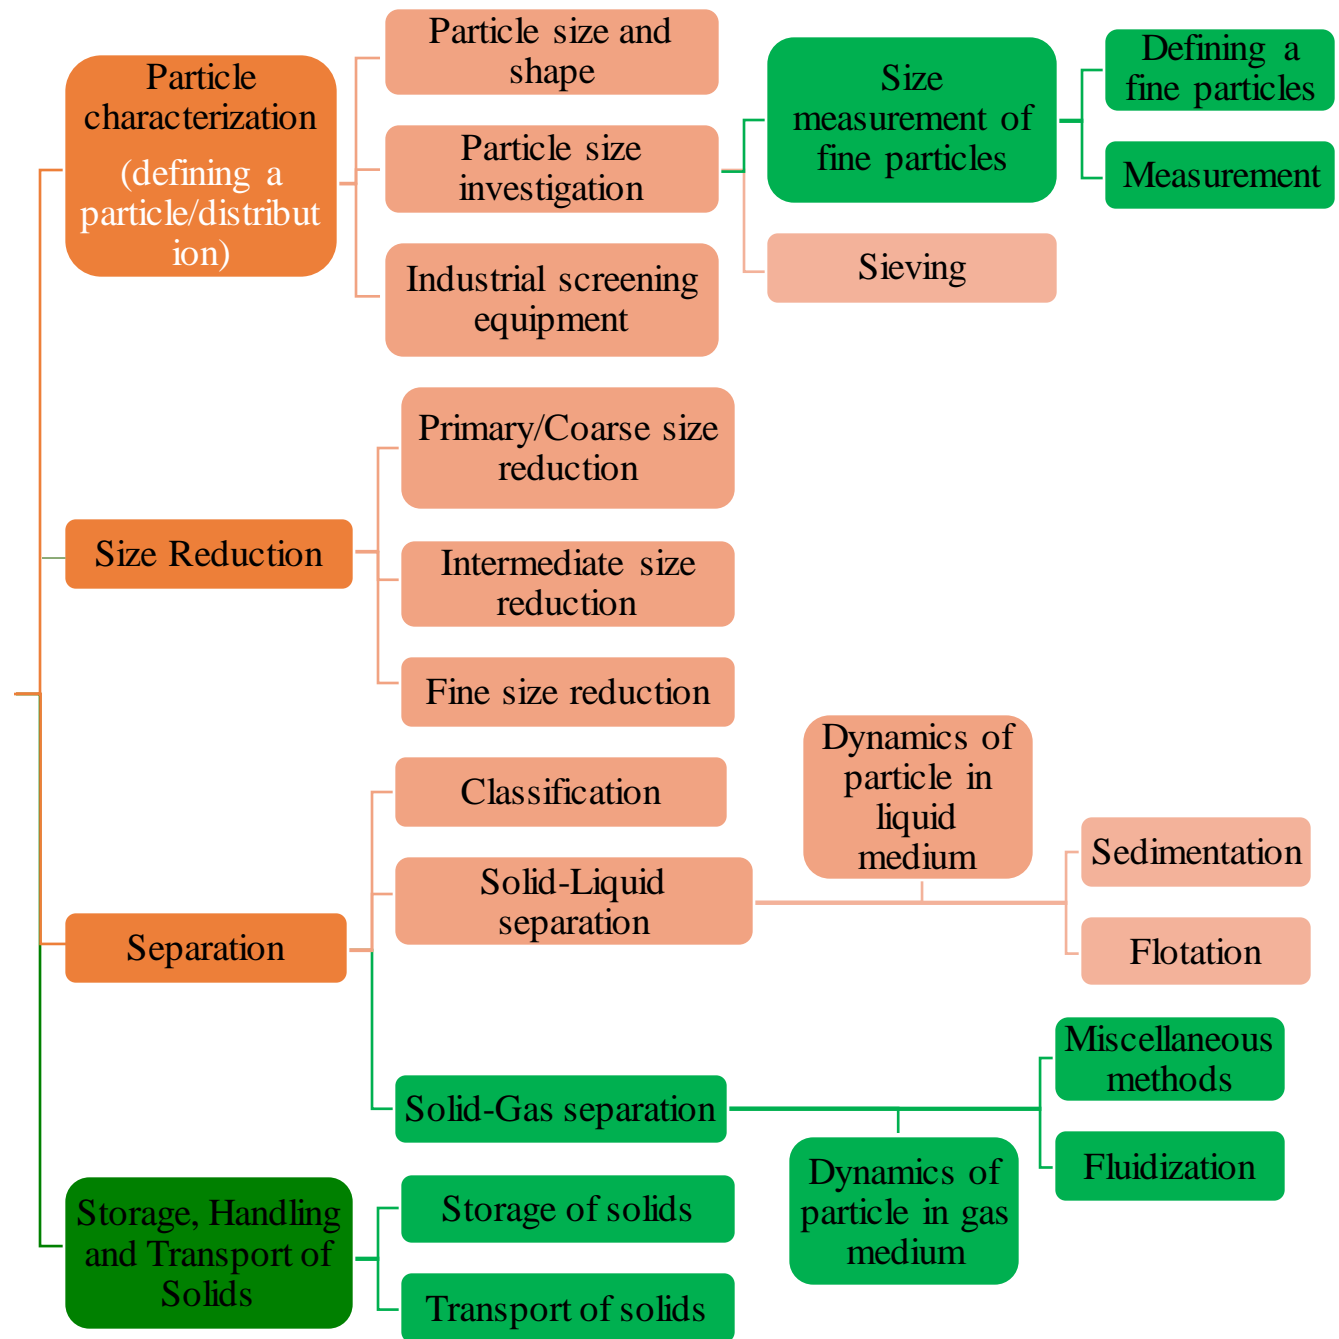 Particle
characterization
(defining a
particle/distribut
ion)
Particle size and
shape
Particle size
investigation
Industrial screening
equipment
Size
measurement of
fine particles
Sieving
Defining a
fine particles
Measurement
Size Reduction
Primary/Coarse size
reduction
Intermediate size
reduction
Fine size reduction
Separation
Classification
Solid-Liquid
separation
Dynamics of
particle in
liquid
medium
Sedimentation
Flotation
Solid-Gas separation
Dynamics of
particle in gas
medium
Miscellaneous
methods
Fluidization
Storage, Handling
and Transport of
Solids
Storage of solids
Transport of solids